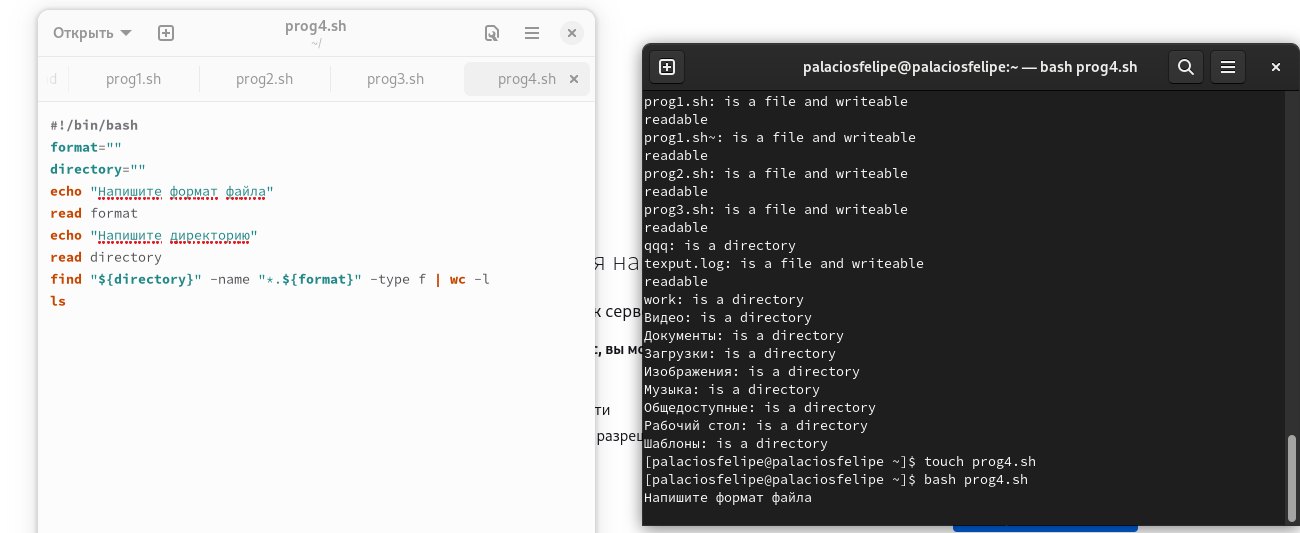 Открыть
prog4.sh
~/
prog1.sh
prog2.sh
prog3.sh
prog4.sh
#!/bin/bash
format=""
directory=""
echo "Напишите формат файла"
read format
echo "Напишите директорию"
read directory
find "${directory}" -name "*.${format}" -type f | wc -l
ls
я на
к серв
с, вы мо
ти
разреш
palaciosfelipe@palaciosfelipe:~ — bash prog4.sh
prog1.sh: is a file and writeable
readable
prog1.sh~: is a file and writeable
readable
prog2.sh: is a file and writeable
readable
prog3.sh: is a file and writeable
readable
qqq: is a directory
texput.log: is a file and writeable
readable
work: is a directory
Видео: is a directory
Документы: is a directory
Загрузки: is a directory
Изображения: is a directory
Музыка: is a directory
Общедоступные: is a directory
Рабочий стол: is a directory
Шаблоны: is a directory
[palaciosfelipe@palaciosfelipe ~]$ touch prog4.sh
[palaciosfelipe@palaciosfelipe ~]$ bash prog4.sh
Напишите формат файла